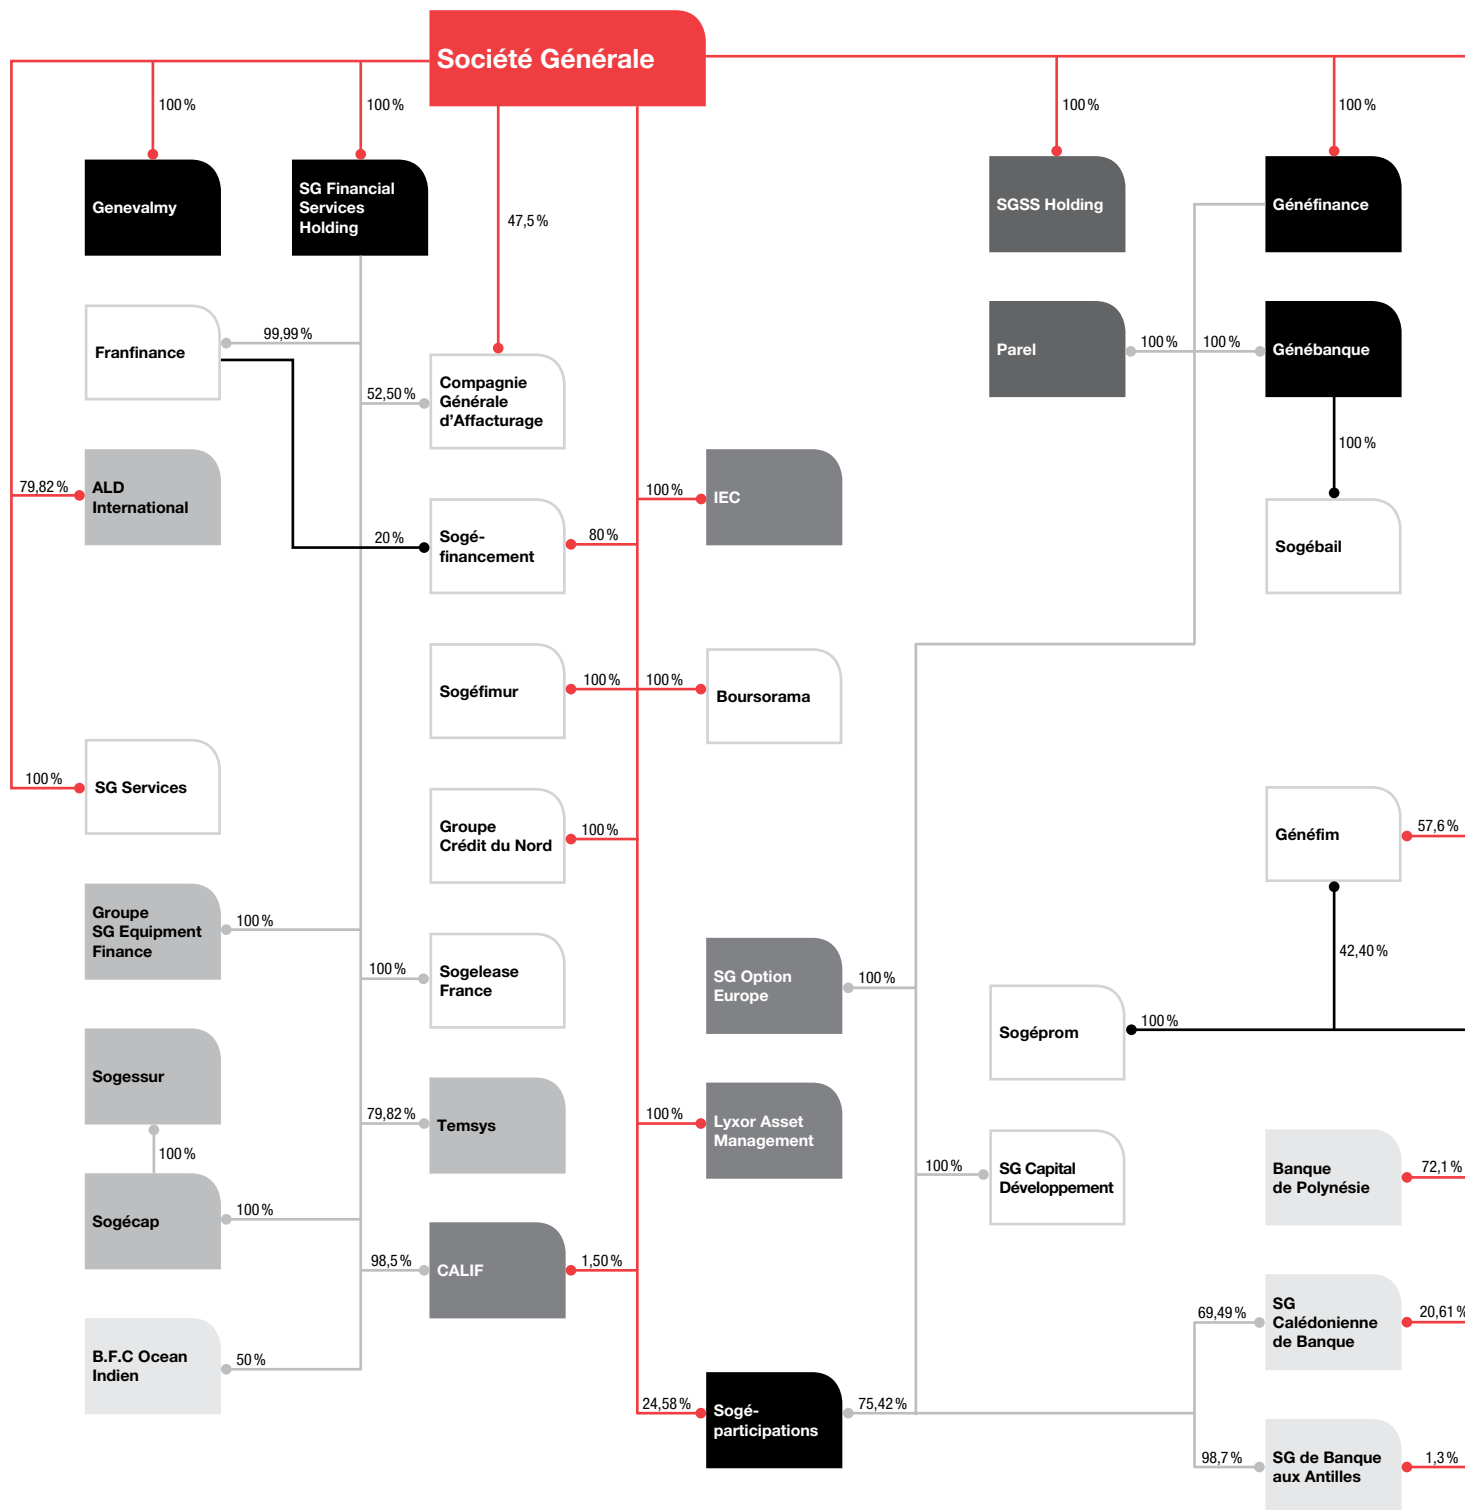 Société Générale
100 %
100 %
100 %
100 %
Genevalmy
SG Financial
Services
Holding
47,5 %
SGSS Holding
Généfinance
Franfinance
99,99 %
52,50 %
Compagnie
Générale
d'Affacturage
Parel
100 %
100 %
Génébanque
100 %
79,82 %
ALD
International
20 %
Sogé-
financement
80 %
100 %
IEC
Sogébail
Sogéfimur
100 %
100 %
Boursorama
100 %
SG Services
Groupe
Crédit du Nord
100 %
Généfim
57,6 %
Groupe
SG Equipment
Finance
100 %
100 %
Sogelease
France
SG Option
Europe
100 %
42,40 %
Sogéprom
100 %
Sogessur
100 %
79,82 %
Temsys
100 %
Lyxor Asset
Management
100 %
SG Capital
Développement
Banque
de Polynésie
72,1 %
Sogécap
100 %
98,5 %
CALIF
1,50 %
69,49 %
SG
Calédonienne
de Banque
20,61 %
B.F.C Ocean
Indien
50 %
24,58 %
Sogé-
participations
75,42 %
98,7 %
SG de Banque
aux Antilles
1,3 %